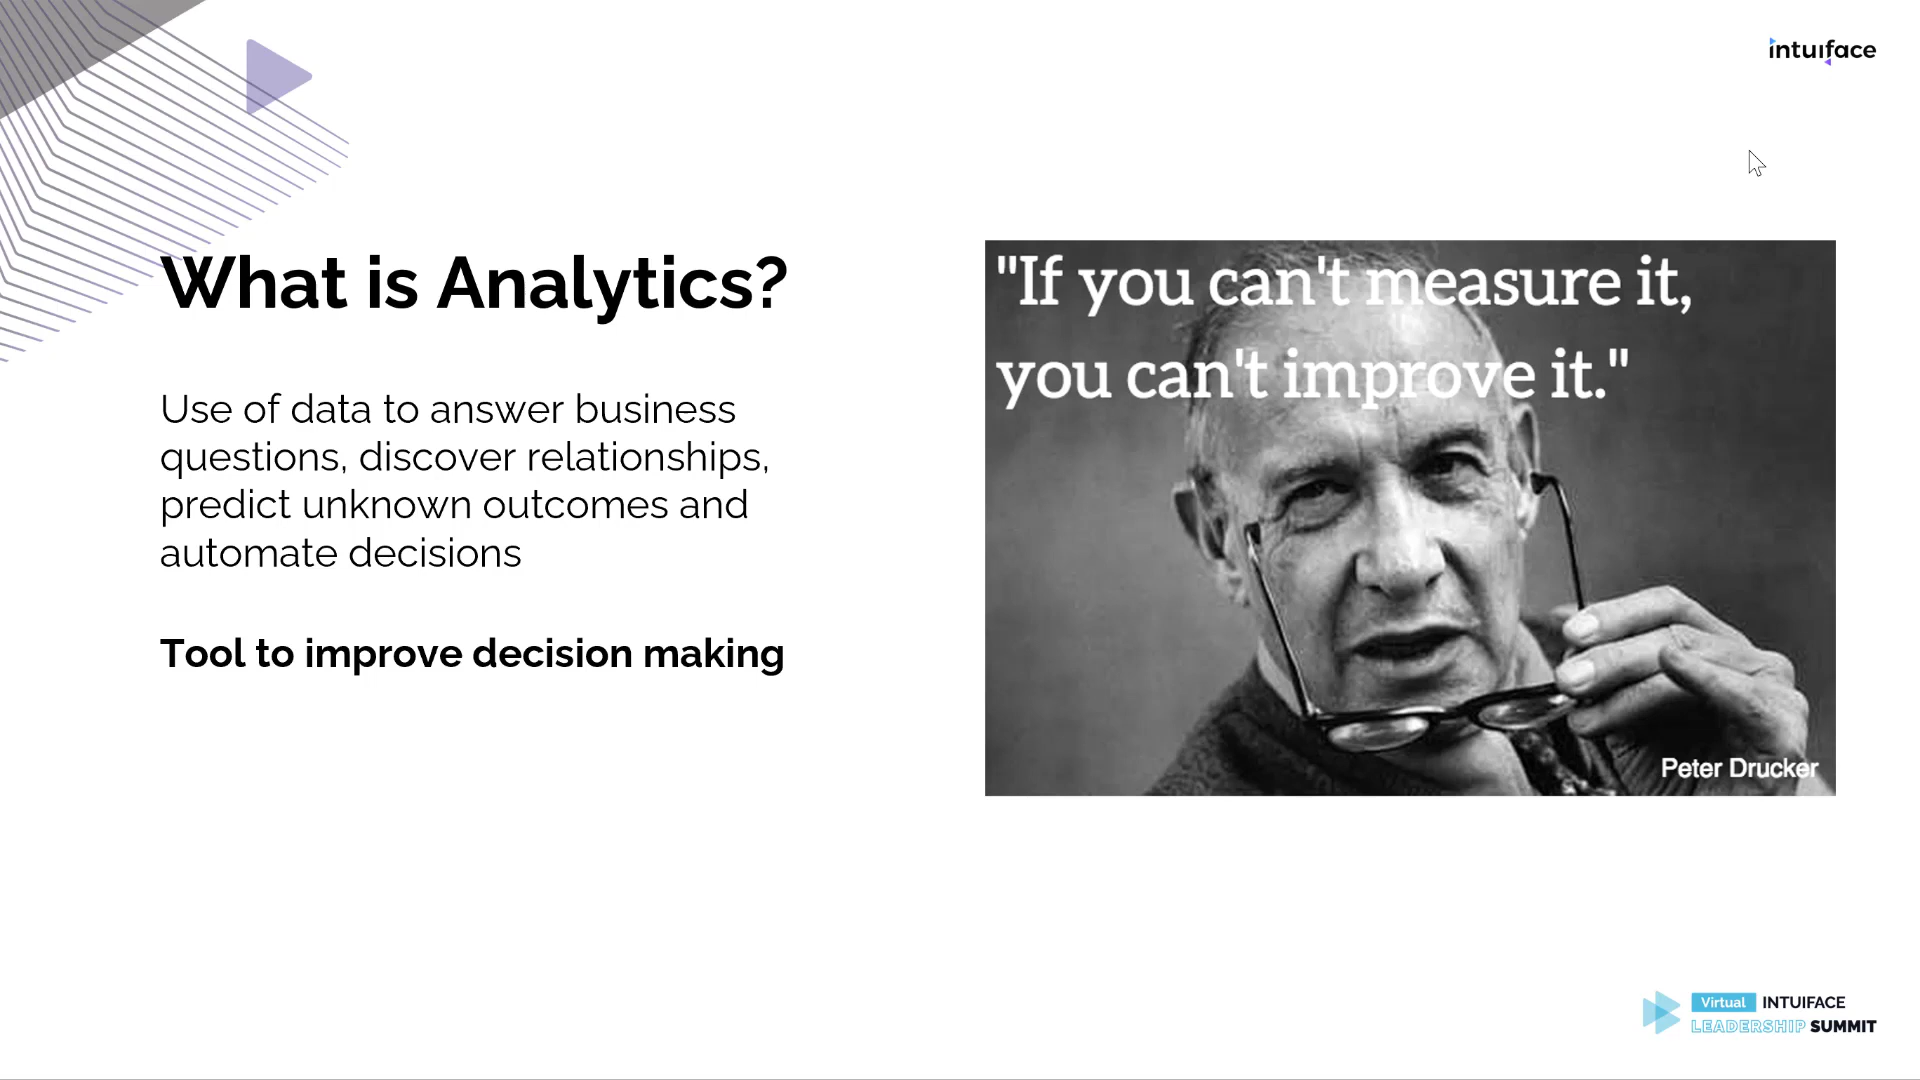 intuiface
What is Analytics?
Use of data to answer business
questions, discover relationships,
predict unknown outcomes and
automate decisions
Tool to improve decision making
"If you can't measure it,
you can't improve it."
Peter Drucker
Virtual INTUIFACE
LEADERSHIP SUMMIT